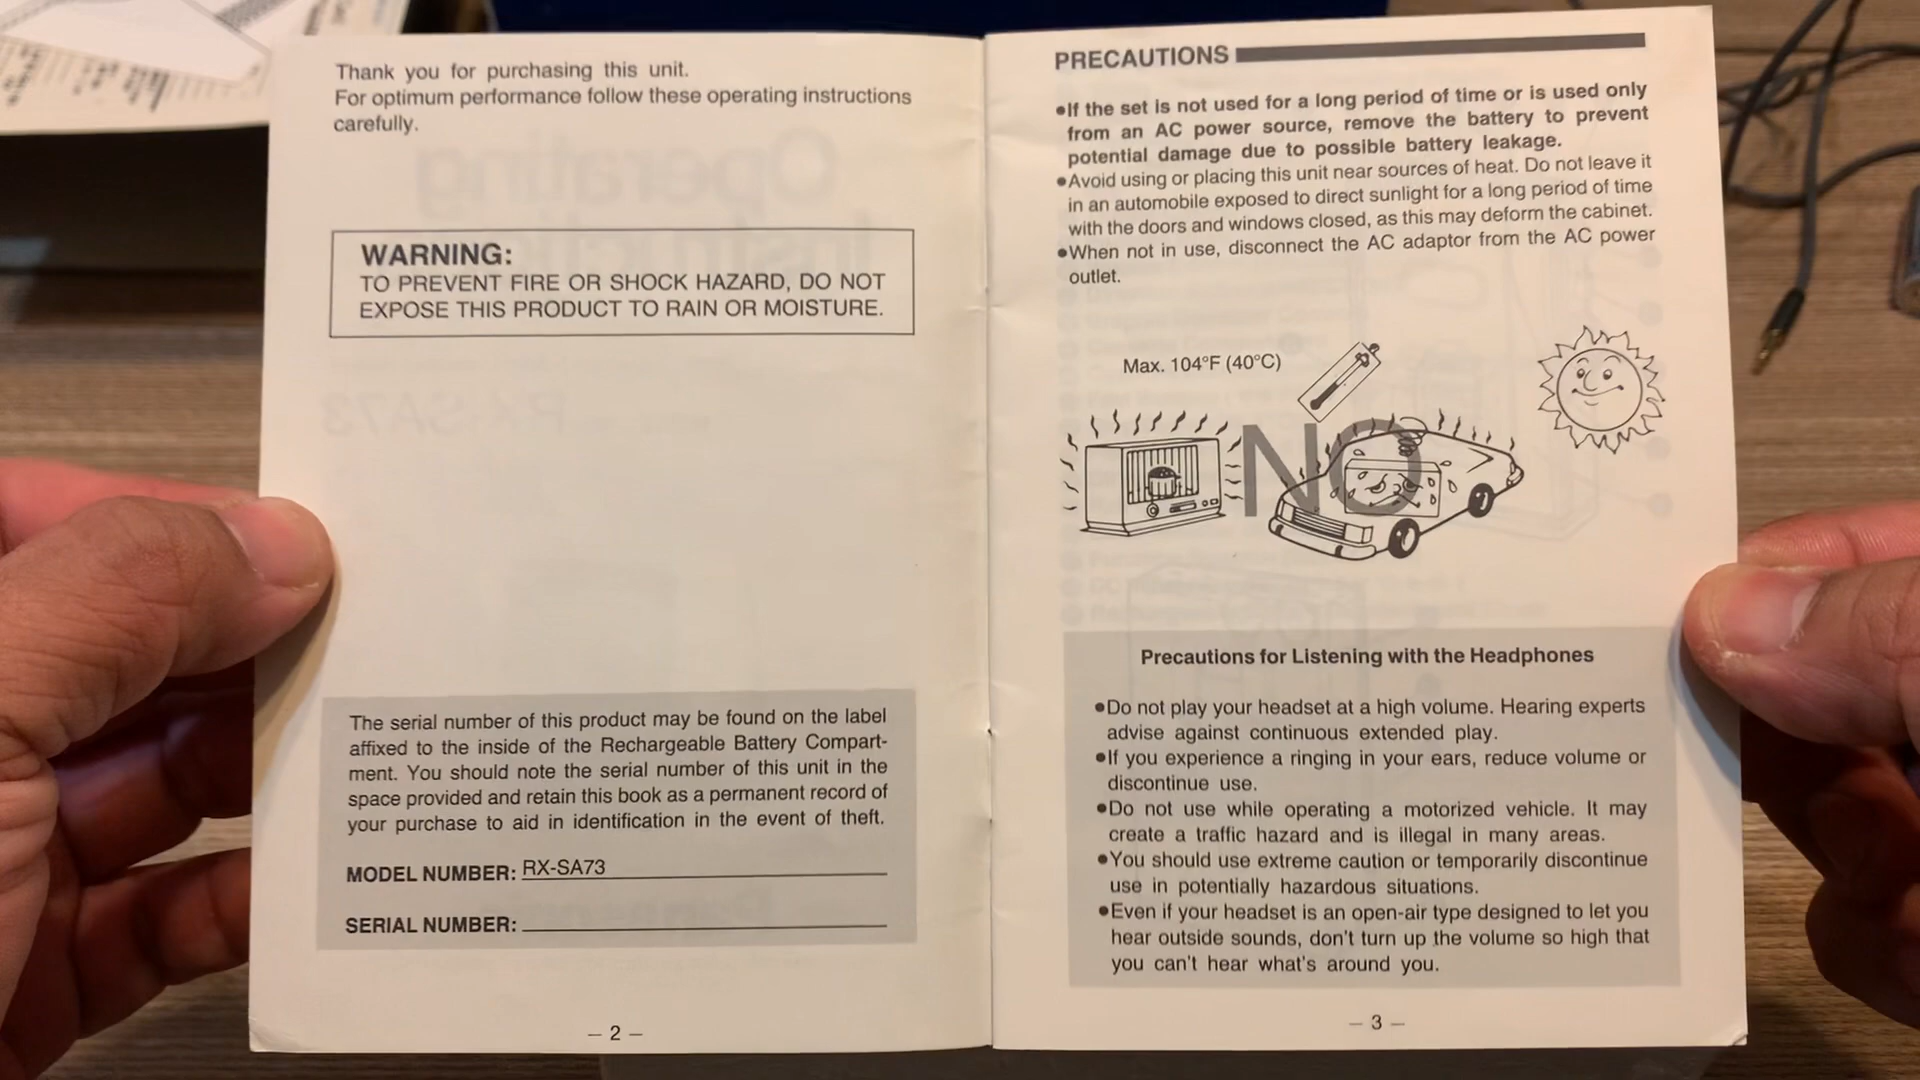 Thank you for purchasing this unit.
For optimum performance follow these operating instructions
carefully.
WARNING:
TO PREVENT FIRE OR SHOCK HAZARD, DO NOT
EXPOSE THIS PRODUCT TO RAIN OR MOISTURE.
The serial number of this product may be found on the label
affixed to the inside of the Rechargeable Battery Compart-
ment. You should note the serial number of this unit in the
space provided and retain this book as a permanent record of
your purchase to aid in identification in the event of theft.
MODEL NUMBER: RX-SA73
SERIAL NUMBER:
– 2 –
PRECAUTIONS
●If the set is not used for a long period of time or is used only
from an AC power source, remove the battery to prevent
potential damage due to possible battery leakage.
●Avoid using or placing this unit near sources of heat. Do not leave it
in an automobile exposed to direct sunlight for a long period of time
with the doors and windows closed, as this may deform the cabinet.
●When not in use, disconnect the AC adaptor from the AC power
outlet.
Max. 104°F (40°C)
NO
Precautions for Listening with the Headphones
●Do not play your headset at a high volume. Hearing experts
advise against continuous extended play.
●If you experience a ringing in your ears, reduce volume or
discontinue use.
●Do not use while operating a motorized vehicle. It may
create a traffic hazard and is illegal in many areas.
●You should use extreme caution or temporarily discontinue
use in potentially hazardous situations.
●Even if your headset is an open-air type designed to let you
hear outside sounds, don't turn up the volume so high that
you can't hear what's around you.
– 3 –